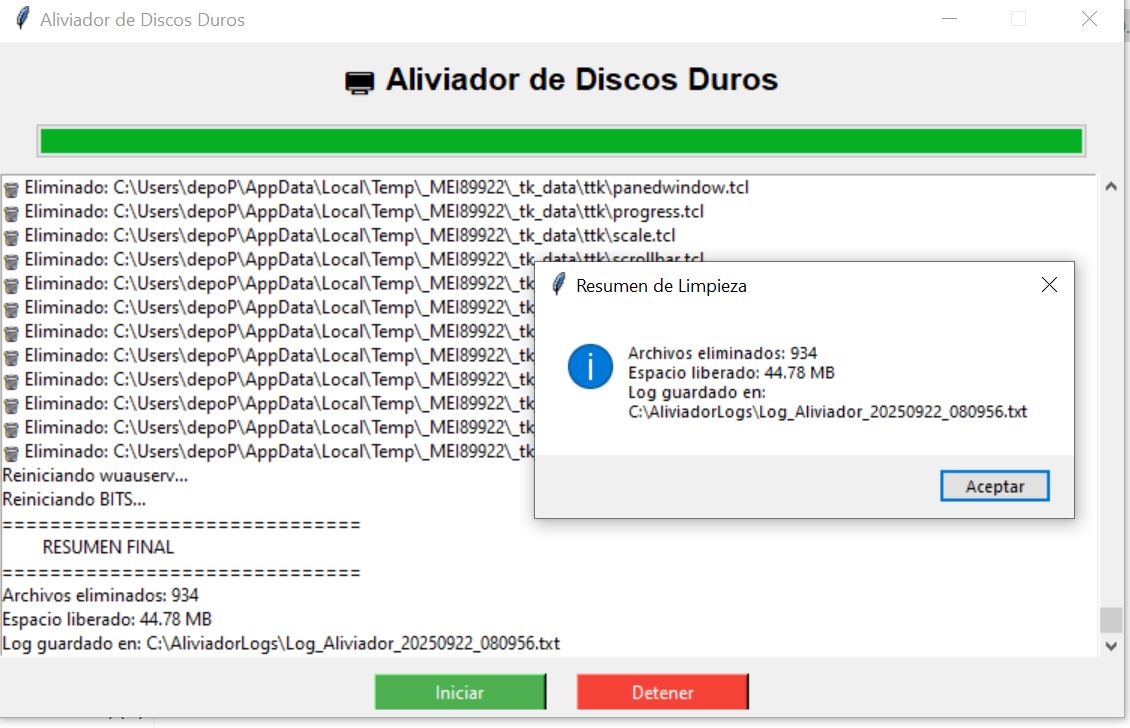 Aliviador de Discos Duros
Aliviador de Discos Duros
Eliminado: C:\Users\depoP\AppData\Local\Temp\_MEI89922\_tk_data\ttk\panedwindow.tcl
Eliminado: C:\Users\depoP\AppData\Local\Temp\_MEI89922\_tk_data\ttk\progress.tcl
Eliminado: C:\Users\depoP\AppData\Local\Temp\_MEI89922\_tk_data\ttk\scale.tcl
Eliminado: C:\Users\depoP\AppData\Local\Temp\_MEI89922\_tk_data\ttk\scrollbar.tcl
Eliminado: C:\Users\depoP\AppData\Local\Temp\_MEI89922\_tk
Eliminado: C:\Users\depoP\AppData\Local\Temp\_MEI89922\_tk
Eliminado: C:\Users\depoP\AppData\Local\Temp\_MEI89922\_tk
Eliminado: C:\Users\depoP\AppData\Local\Temp\_MEI89922\_tk
Eliminado: C:\Users\depoP\AppData\Local\Temp\_MEI89922\_tk
Eliminado: C:\Users\depoP\AppData\Local\Temp\_MEI89922\_tk
Eliminado: C:\Users\depoP\AppData\Local\Temp\_MEI89922\_tk
Eliminado: C:\Users\depoP\AppData\Local\Temp\_MEI89922\_tk
Reiniciando wuauserv...
Reiniciando BITS...
==============================
RESUMEN FINAL
==============================
Archivos eliminados: 934
Espacio liberado: 44.78 MB
Log guardado en: C:\AliviadorLogs\Log_Aliviador_20250922_080956.txt
Resumen de Limpieza
Archivos eliminados: 934
Espacio liberado: 44.78 MB
Log guardado en:
C:\AliviadorLogs\Log_Aliviador_20250922_080956.txt
Aceptar
Iniciar
Detener